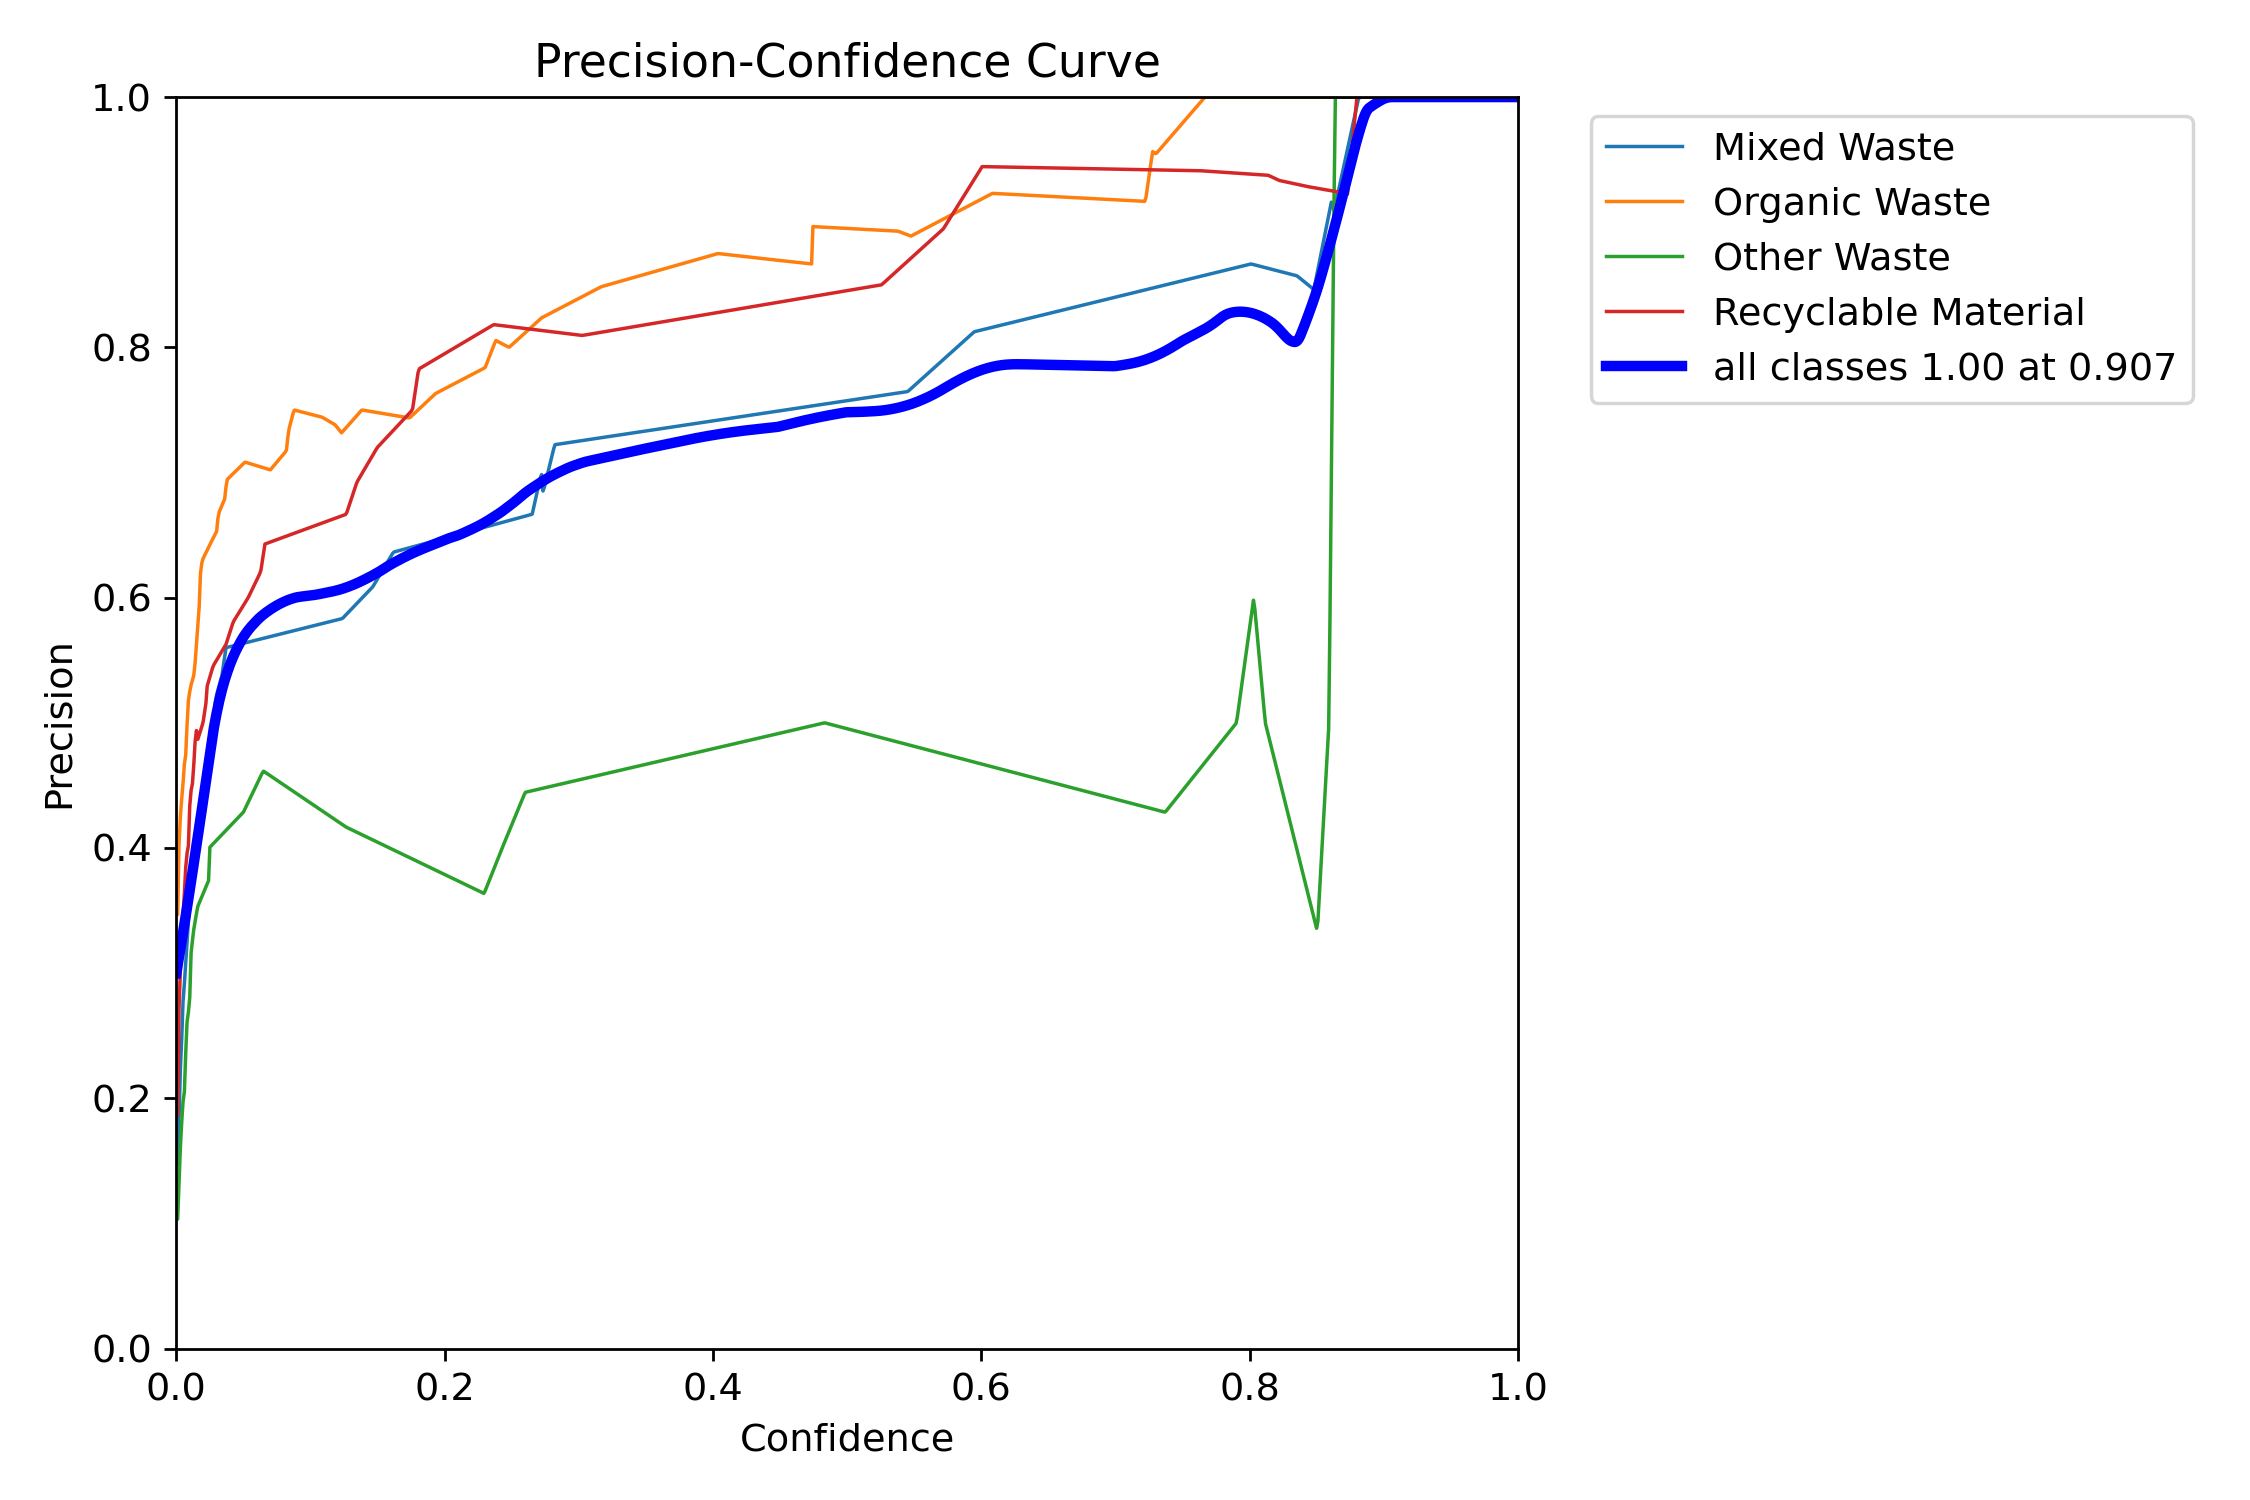 Precision-Confidence Curve
1.0
0.8
0.6
0.4
0.2
0.0
Precision
0.0 0.2 0.4 0.6 0.8 1.0
Confidence
Mixed Waste
Organic Waste
Other Waste
Recyclable Material
all classes 1.00 at 0.907